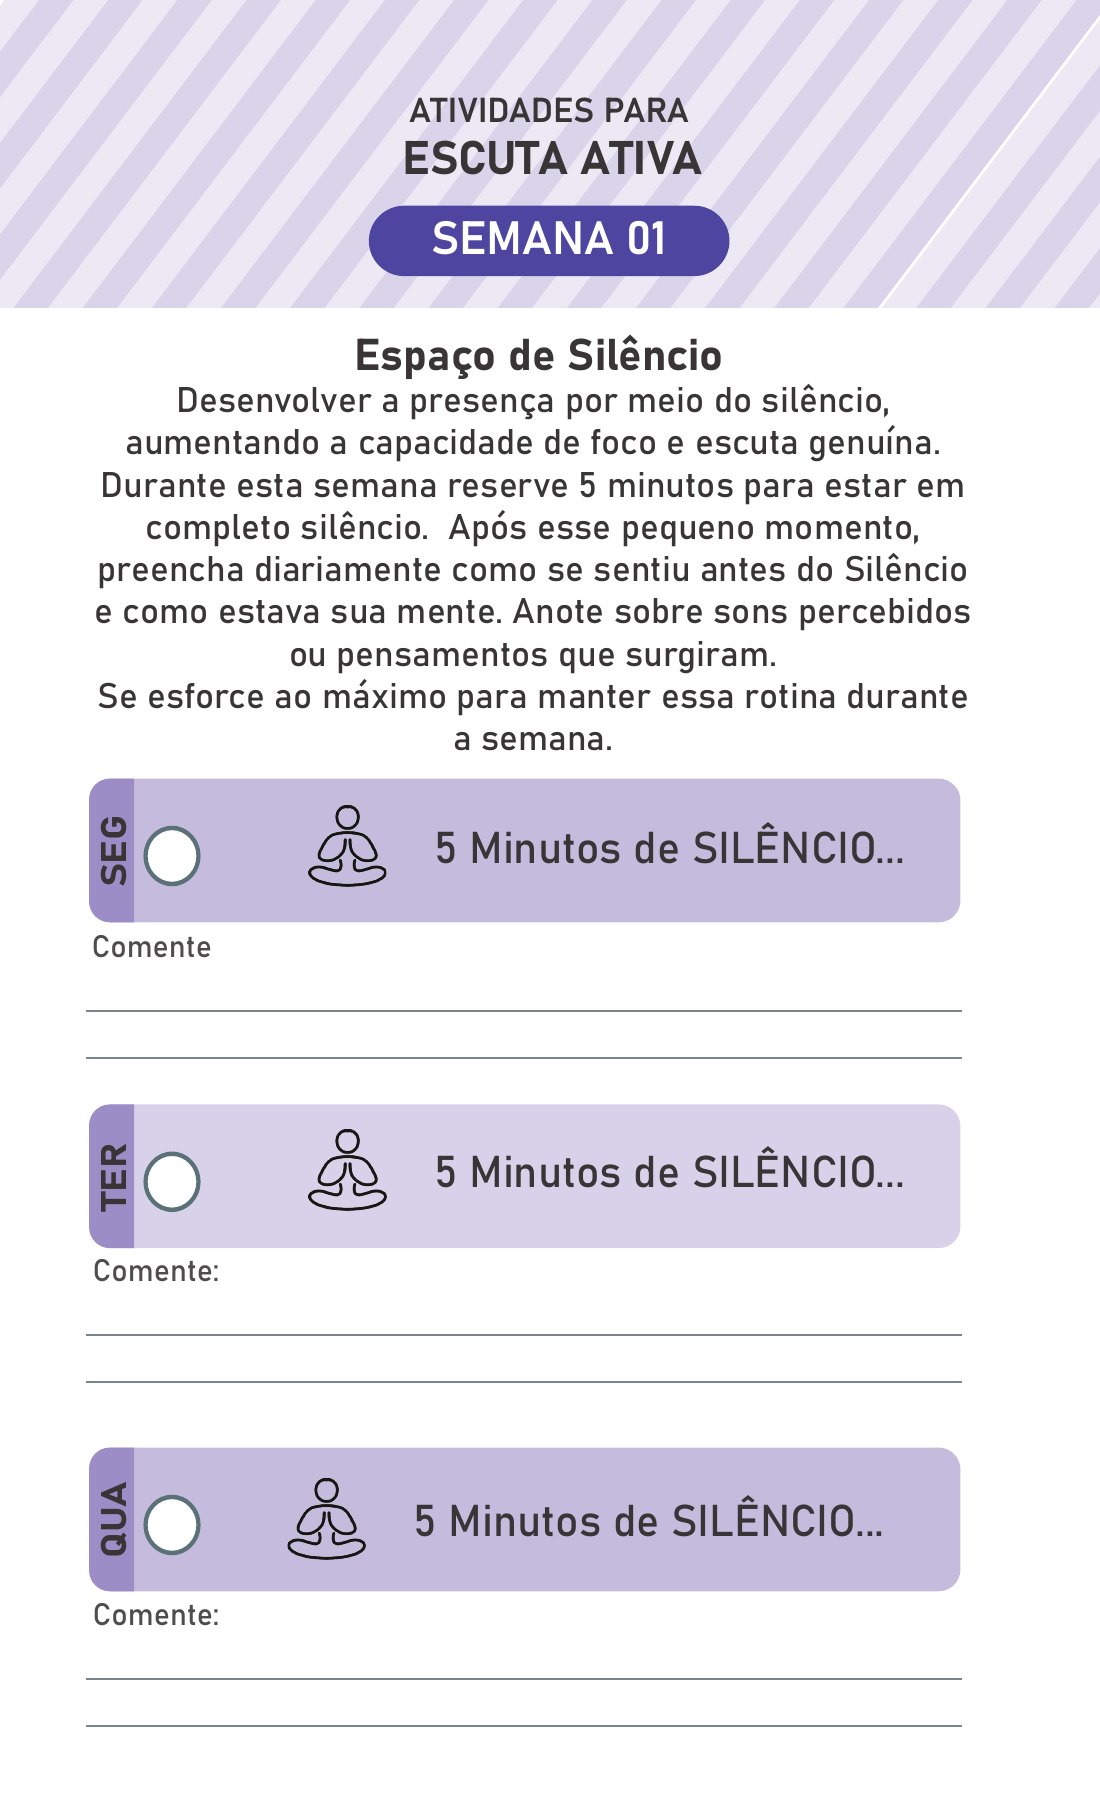 ATIVIDADES PARA
ESCUTA ATIVA
SEMANA 01
Espaço de Silêncio
Desenvolver a presença por meio do silêncio,
aumentando a capacidade de foco e escuta genuína.
Durante esta semana reserve 5 minutos para estar em
completo silêncio.  Após esse pequeno momento,
preencha diariamente como se sentiu antes do Silêncio
e como estava sua mente. Anote sobre sons percebidos
ou pensamentos que surgiram.
Se esforce ao máximo para manter essa rotina durante
a semana.
SEG
5 Minutos de SILÊNCIO...
Comente
TER
5 Minutos de SILÊNCIO...
Comente:
QUA
5 Minutos de SILÊNCIO...
Comente: